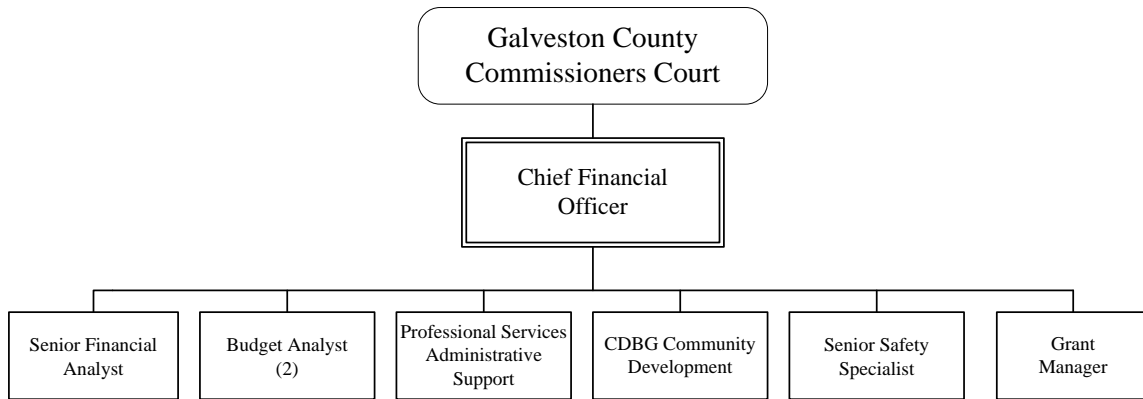 Galveston County
Commissioners Court
Chief Financial
Officer
Senior Financial
Analyst
Budget Analyst
(2)
Professional Services
Administrative
Support
CDBG Community
Development
Senior Safety
Specialist
Grant
Manager